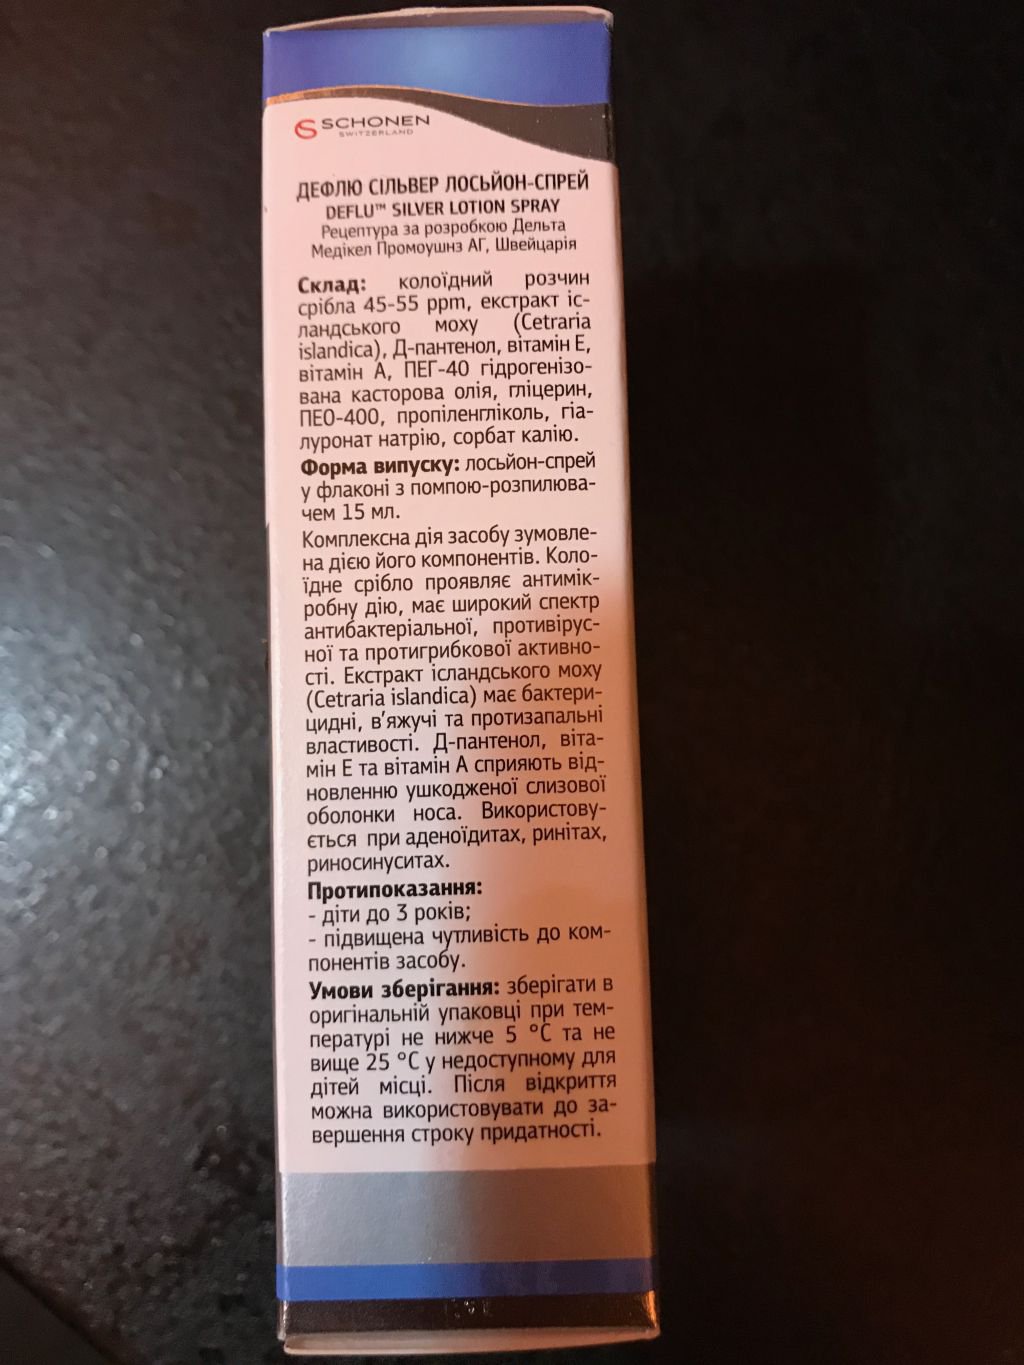 SCHONEN
SWITZERLAND
ДЕФЛЮ СІЛЬВЕР ЛОСЬЙОН-СПРЕЙ
DEFLU™ SILVER LOTION SPRAY
Рецептура за розробкою Дельта
Медікел Промоушнз АГ, Швейцарія
Склад: колоїдний розчин
срібла 45-55 ppm, екстракт іс-
ландського моху (Cetraria
islandica), Д-пантенол, вітамін Е,
вітамін А, ПЕГ-40 гідрогенізо-
вана касторова олія, гліцерин,
ПЕО-400, пропіленгліколь, гіа-
луронат натрію, сорбат калію.
Форма випуску: лосьйон-спрей
у флаконі з помпою-розпилюва-
чем 15 мл.
Комплексна дія засобу зумовле-
на дією його компонентів. Коло-
їдне срібло проявляє антимік-
робну дію, має широкий спектр
антибактеріальної, противірус-
ної та протигрибкової активно-
сті. Екстракт ісландського моху
(Cetraria islandica) має бактери-
цидні, в'яжучі та протизапальні
властивості. Д-пантенол, віта-
мін Е та вітамін А сприяють від-
новленню ушкодженої слизової
оболонки носа. Використову-
ється при аденоїдитах, ринітах,
риносинуситах.
Протипоказання:
- діти до 3 років;
- підвищена чутливість до ком-
понентів засобу.
Умови зберігання: зберігати в
оригінальній упаковці при тем-
пературі не нижче 5 °С та не
вище 25 °С у недоступному для
дітей місці. Після відкриття
можна використовувати до за-
вершення строку придатності.